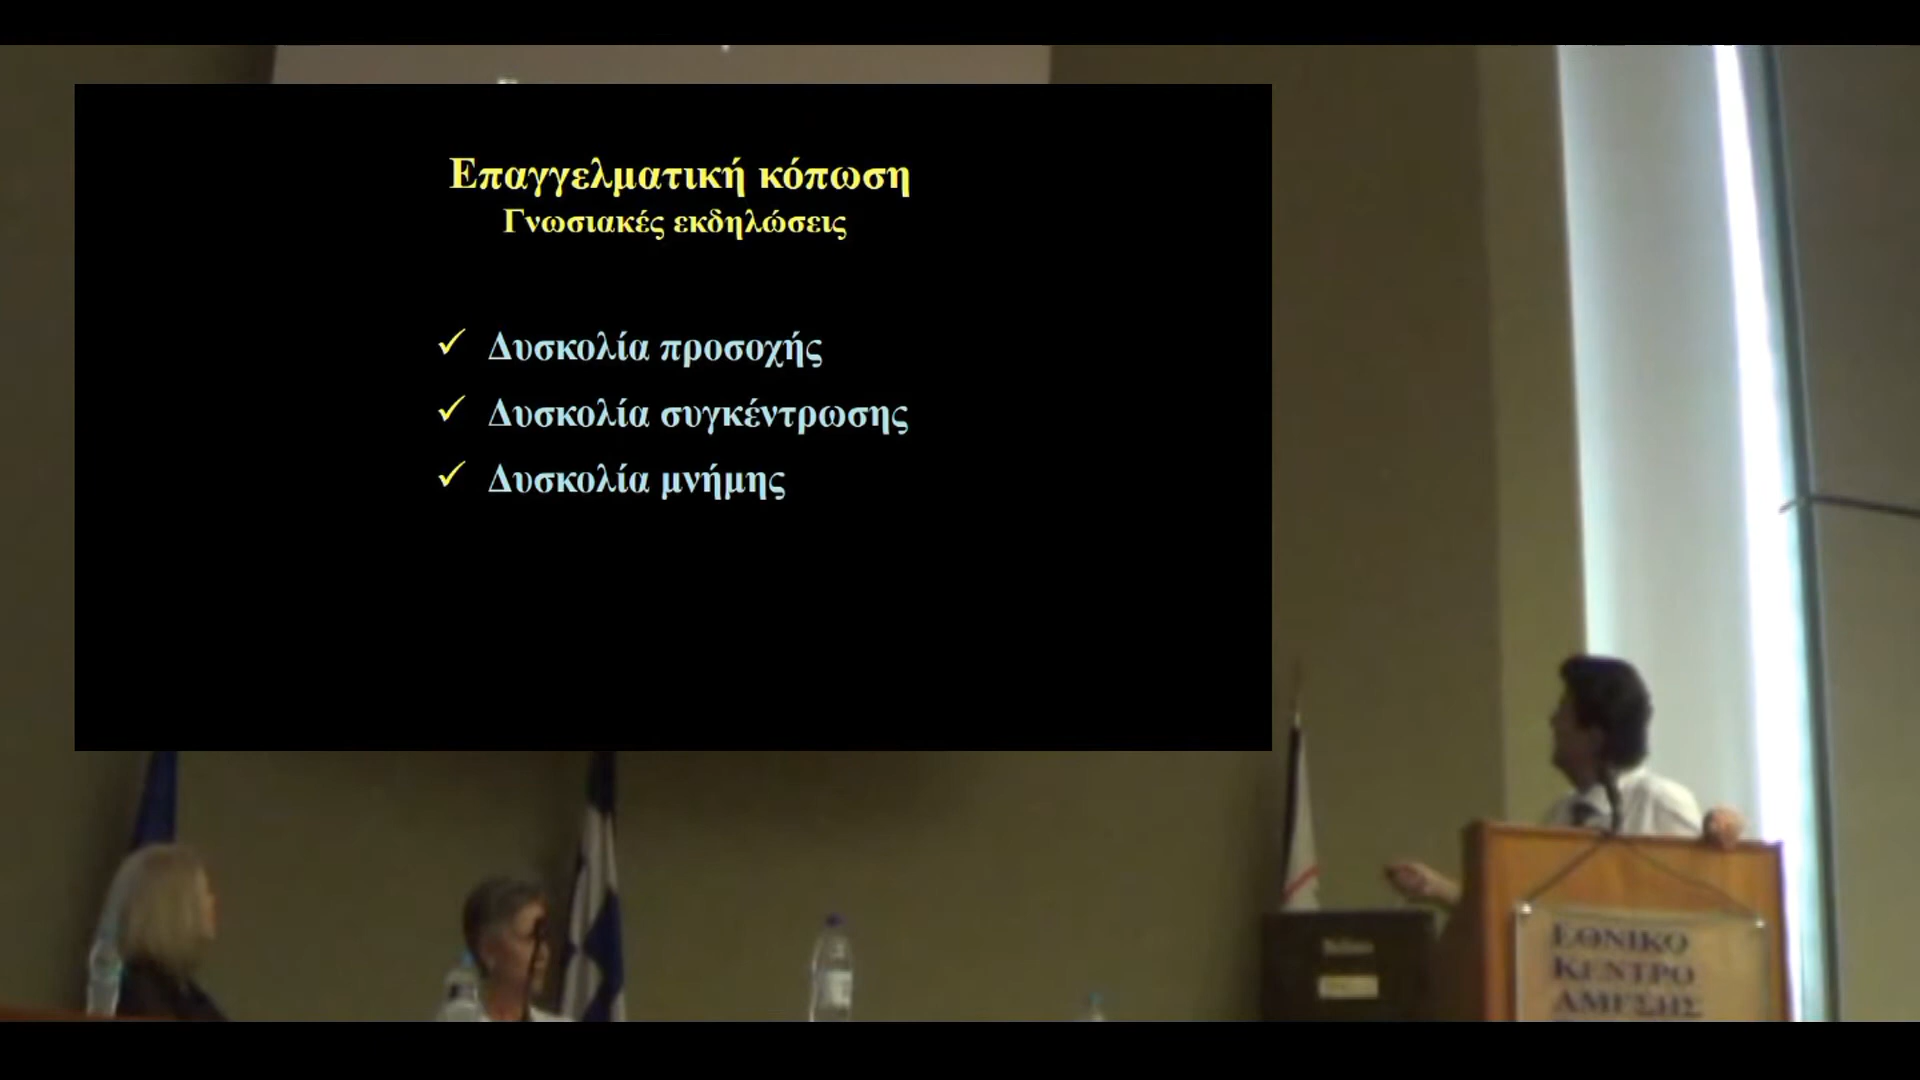 Επαγγελματική κόπωση
Γνωσιακές εκδηλώσεις
✓ Δυσκολία προσοχής
✓ Δυσκολία συγκέντρωσης
✓ Δυσκολία μνήμης
ΕΘΝΙΚΟ
ΚΕΝΤΡΟ
ΑΜΕΣΗΣ